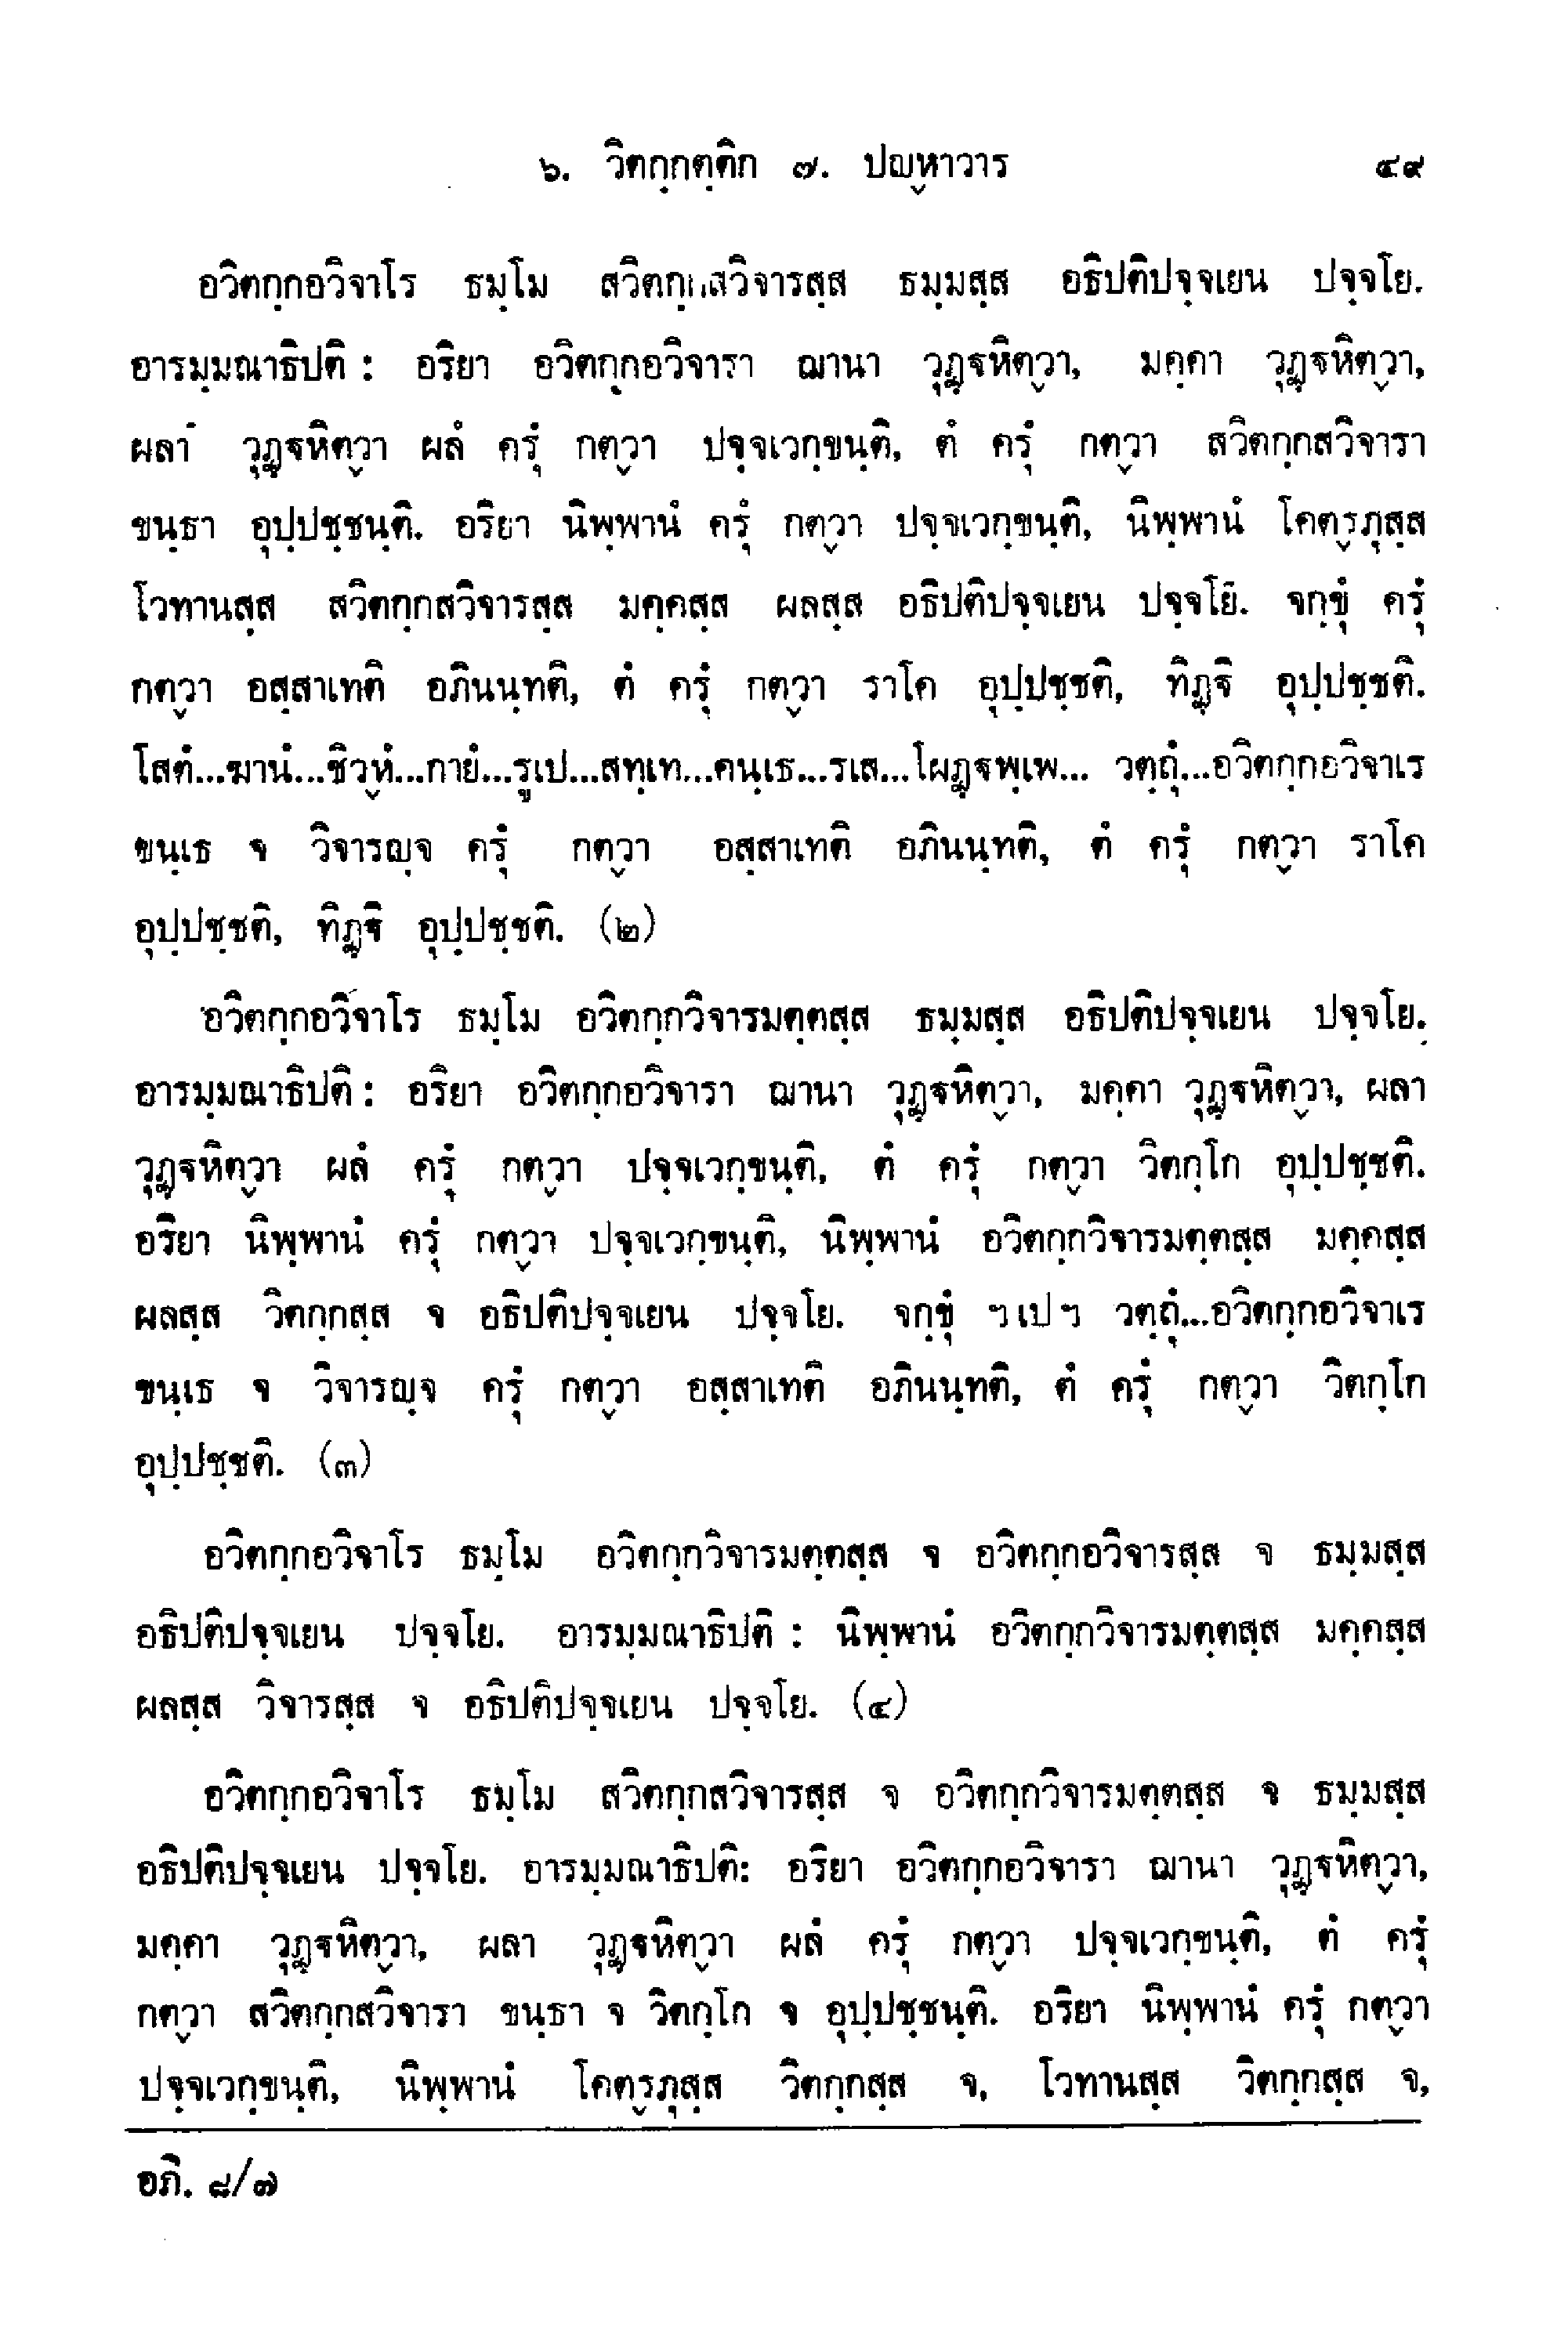 ๖. วิตกฺกตฺติก ๗. ปญฺหาวาร ๔๙
อวิตกฺกอวิจาโร ธมฺโม สวิตกฺกสวิจารสฺส ธมฺมสฺส อธิปติปจฺจเยน ปจฺจโย.
อารมฺมณาธิปติ : อริยา อวิตกฺกอวิจารา ฌานา วุฏฺฐหิตฺวา, มคฺคา วุฏฺฐหิตฺวา,
ผลา วุฏฺฐหิตฺวา ผลํ ครุํ กตฺวา ปจฺจเวกฺขนฺติ, ตํ ครุํ กตฺวา สวิตกฺกสวิจารา
ขนฺธา อุปฺปชฺชนฺติ. อริยา นิพฺพานํ ครุํ กตฺวา ปจฺจเวกฺขนฺติ, นิพฺพานํ โคตฺรภุสฺส
โวทานสฺส สวิตกฺกสวิจารสฺส มคฺคสฺส ผลสฺส อธิปติปจฺจเยน ปจฺจโย. จกฺขุํ ครุํ
กตฺวา อสฺสาเทติ อภินนฺทติ, ตํ ครุํ กตฺวา ราโค อุปฺปชฺชติ, ทิฏฺฐิ อุปฺปชฺชติ.
โสตํ...ฆานํ...ชิวฺหํ...กายํ...รูเป...สทฺเท...คนฺเธ...รเส...โผฏฺฐพฺเพ... วตฺถุํ...อวิตกฺกอวิจาเร
ขนฺเธ จ วิจารญฺจ ครุํ กตฺวา อสฺสาเทติ อภินนฺทติ, ตํ ครุํ กตฺวา ราโค
อุปฺปชฺชติ, ทิฏฺฐิ อุปฺปชฺชติ. (๒)
อวิตกฺกอวิจาโร ธมฺโม อวิตกฺกวิจารมตฺตสฺส ธมฺมสฺส อธิปติปจฺจเยน ปจฺจโย.
อารมฺมณาธิปติ : อริยา อวิตกฺกอวิจารา ฌานา วุฏฺฐหิตฺวา, มคฺคา วุฏฺฐหิตฺวา, ผลา
วุฏฺฐหิตฺวา ผลํ ครุํ กตฺวา ปจฺจเวกฺขนฺติ, ตํ ครุํ กตฺวา วิตกฺโก อุปฺปชฺชติ.
อริยา นิพฺพานํ ครุํ กตฺวา ปจฺจเวกฺขนฺติ, นิพฺพานํ อวิตกฺกวิจารมตฺตสฺส มคฺคสฺส
ผลสฺส วิตกฺกสฺส จ อธิปติปจฺจเยน ปจฺจโย. จกฺขุํ ฯ เป ฯ วตฺถุํ...อวิตกฺกอวิจาเร
ขนฺเธ จ วิจารญฺจ ครุํ กตฺวา อสฺสาเทติ อภินนฺทติ, ตํ ครุํ กตฺวา วิตกฺโก
อุปฺปชฺชติ. (๓)
อวิตกฺกอวิจาโร ธมฺโม อวิตกฺกวิจารมตฺตสฺส จ อวิตกฺกอวิจารสฺส จ ธมฺมสฺส
อธิปติปจฺจเยน ปจฺจโย. อารมฺมณาธิปติ : นิพฺพานํ อวิตกฺกวิจารมตฺตสฺส มคฺคสฺส
ผลสฺส วิจารสฺส จ อธิปติปจฺจเยน ปจฺจโย. (๔)
อวิตกฺกอวิจาโร ธมฺโม สวิตกฺกสวิจารสฺส จ อวิตกฺกวิจารมตฺตสฺส จ ธมฺมสฺส
อธิปติปจฺจเยน ปจฺจโย. อารมฺมณาธิปติ: อริยา อวิตกฺกอวิจารา ฌานา วุฏฺฐหิตฺวา,
มคฺคา วุฏฺฐหิตฺวา, ผลา วุฏฺฐหิตฺวา ผลํ ครุํ กตฺวา ปจฺจเวกฺขนฺติ, ตํ ครุํ
กตฺวา สวิตกฺกสวิจารา ขนฺธา จ วิตกฺโก จ อุปฺปชฺชนฺติ. อริยา นิพฺพานํ ครุํ กตฺวา
ปจฺจเวกฺขนฺติ, นิพฺพานํ โคตฺรภุสฺส วิตกฺกสฺส จ, โวทานสฺส วิตกฺกสฺส จ,
อภิ. ๘/๗